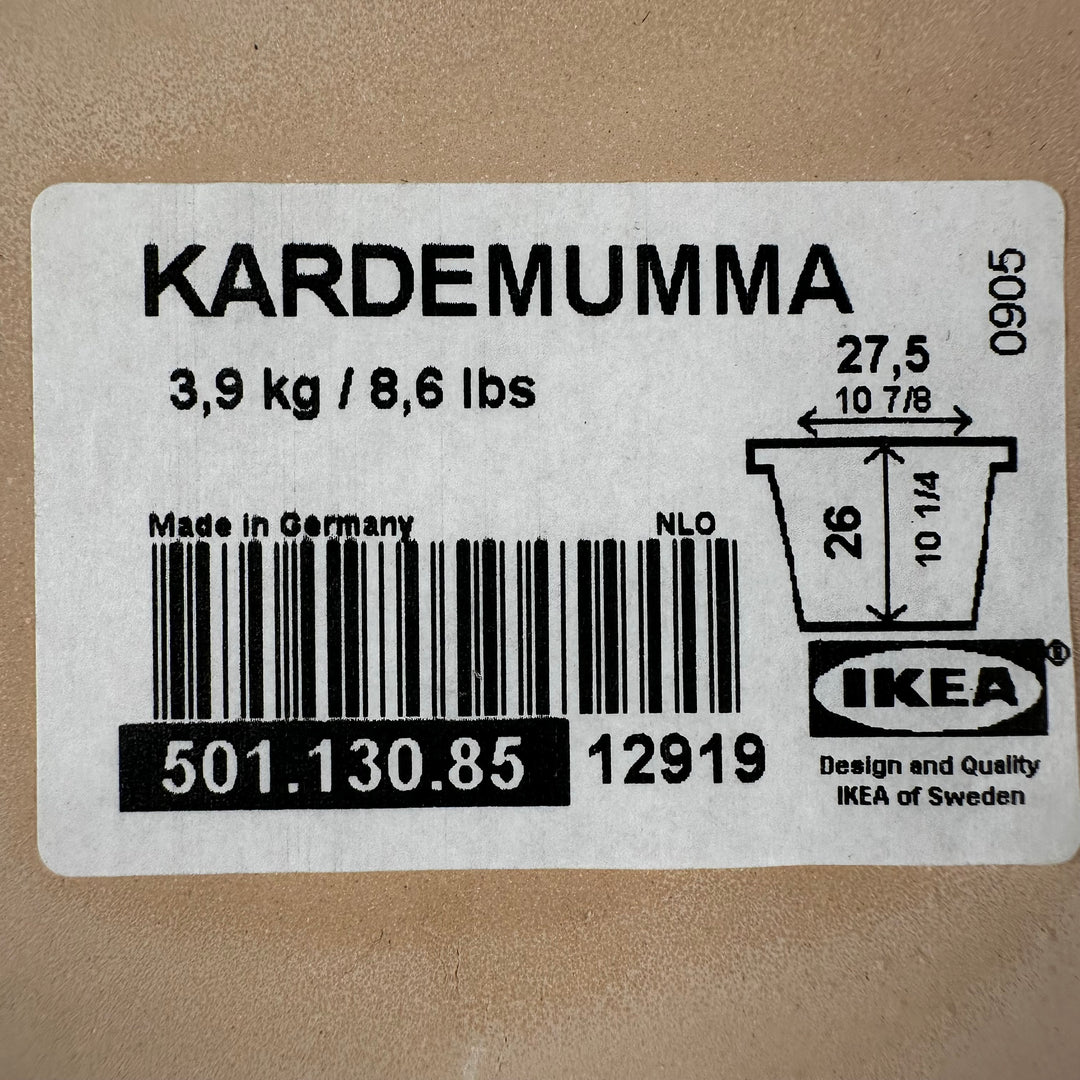 KARDEMUMMA
0905
3,9 kg / 8,6 lbs
27,5
10 7/8
26
10 1/4
Made in Germany
NLO
501.130.85
12919
IKEA®
Design and Quality
IKEA of Sweden